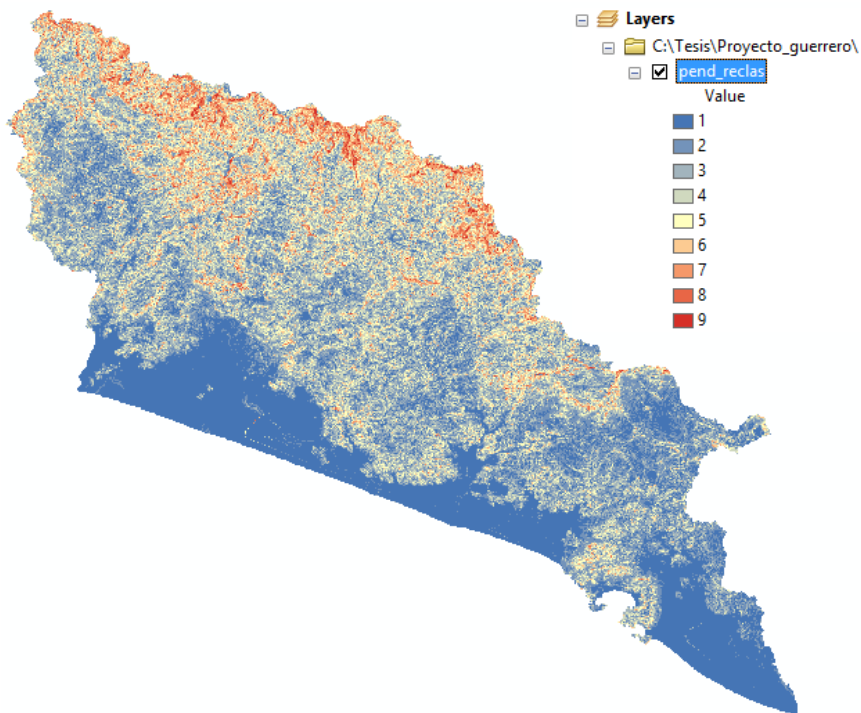 Layers
C:\Tesis\Proyecto_guerrero\
pend_reclas
Value
1
2
3
4
5
6
7
8
9